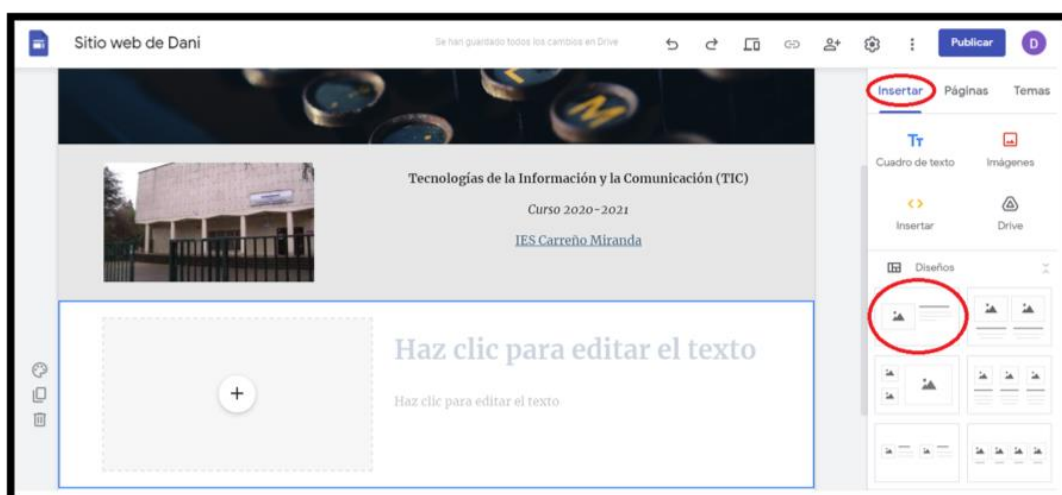 Sitio web de Dani
Se han guardado todos los cambios en Drive
Publicar
D
Insertar Páginas Temas
Cuadro de texto Imágenes
Insertar Drive
Diseños
L
M
Tecnologías de la Información y la Comunicación (TIC)
Curso 2020-2021
IES Carreño Miranda
Haz clic para editar el texto
Haz clic para editar el texto